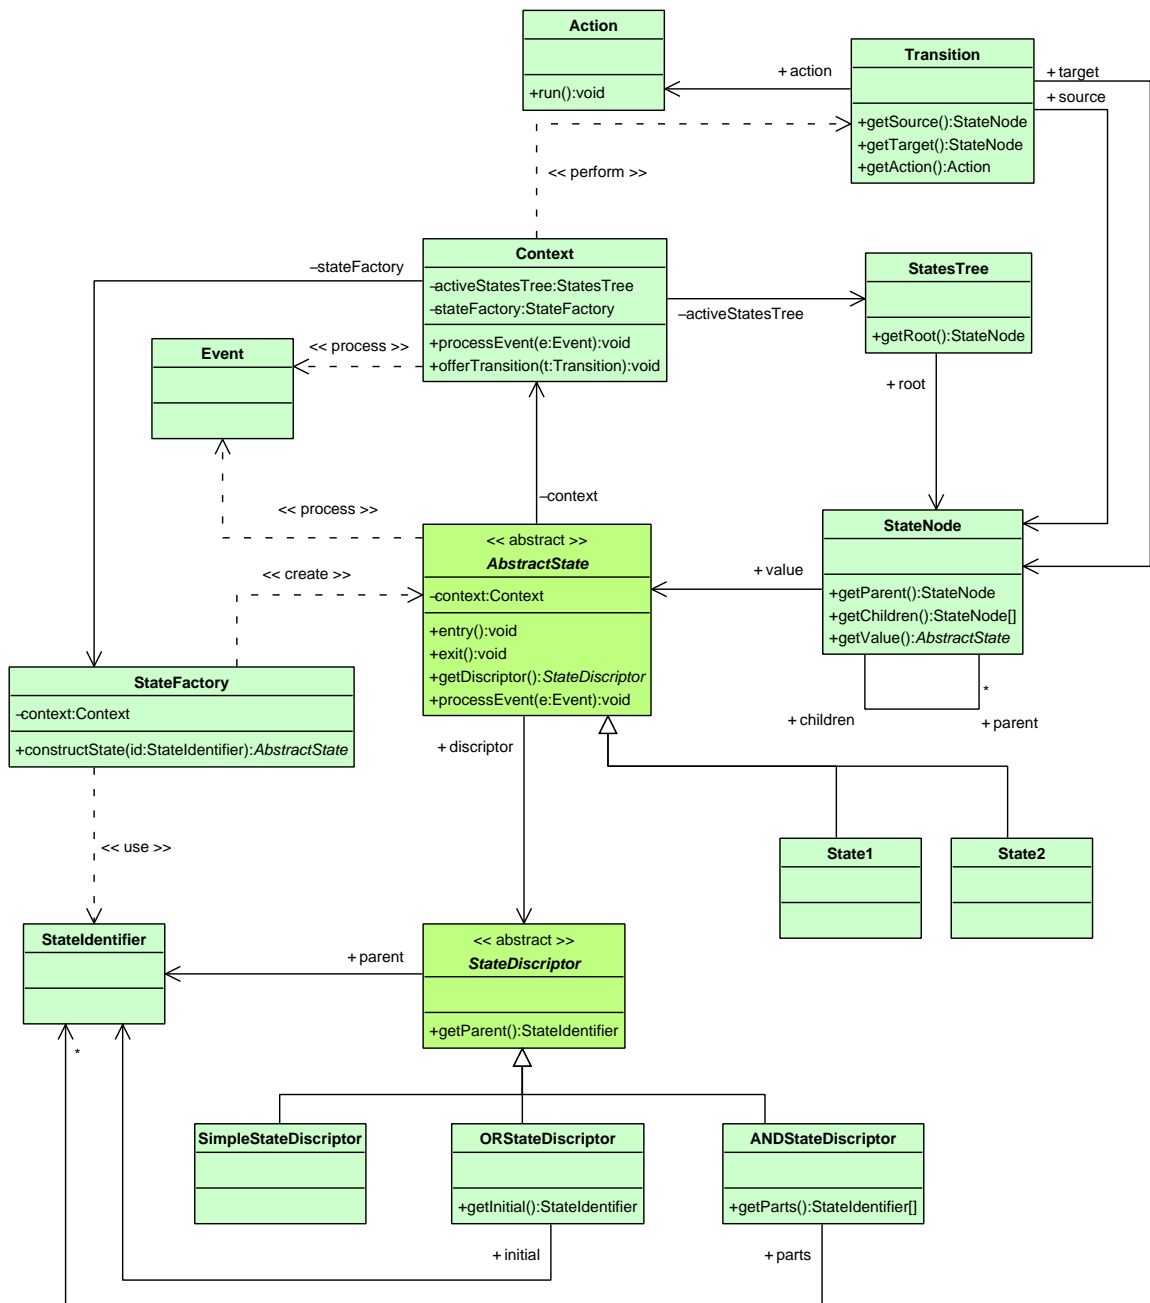 Action
+run():void
+ action
Transition
+getSource():StateNode
+getTarget():StateNode
+getAction():Action
+ target
+ source
<< perform >>
Context
–activeStatesTree:StatesTree
–stateFactory:StateFactory
+processEvent(e:Event):void
+offerTransition(t:Transition):void
–stateFactory
–activeStatesTree
StatesTree
+getRoot():StateNode
+ root
Event
<< process >>
<< process >>
–context
<< create >>
<< abstract >>
AbstractState
–context:Context
+entry():void
+exit():void
+getDiscriptor():StateDiscriptor
+processEvent(e:Event):void
+ value
StateNode
+getParent():StateNode
+getChildren():StateNode[]
+getValue():AbstractState
+ children
*
+ parent
StateFactory
–context:Context
+constructState(id:StateIdentifier):AbstractState
+ discriptor
<< use >>
State1
State2
StateIdentifier
+ parent
<< abstract >>
StateDiscriptor
+getParent():StateIdentifier
*
SimpleStateDiscriptor
ORStateDiscriptor
+getInitial():StateIdentifier
ANDStateDiscriptor
+getParts():StateIdentifier[]
+ initial
+ parts